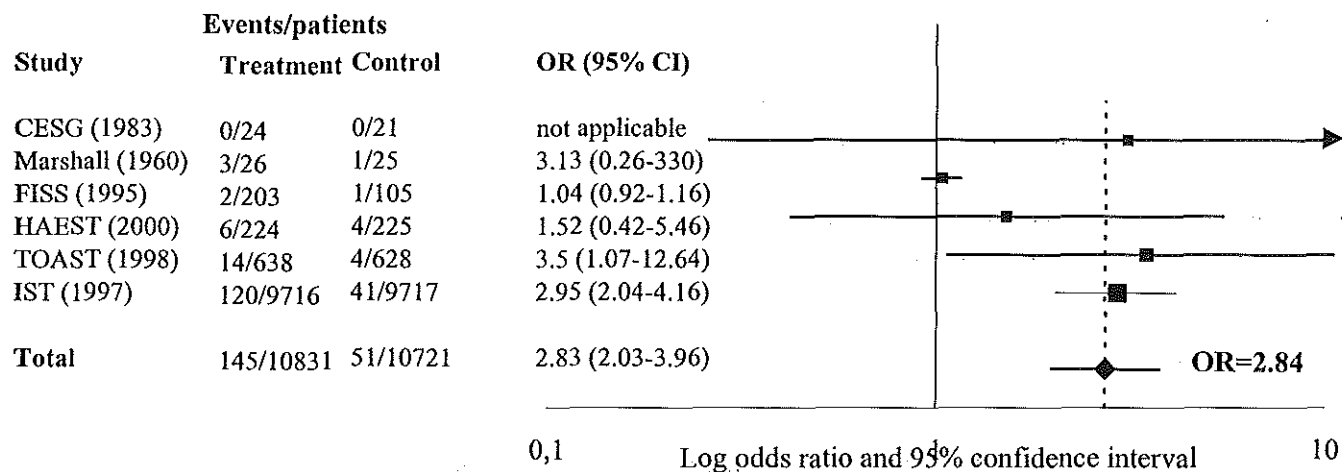 Events/patients
Study Treatment Control OR (95% CI)
CESG (1983) 0/24 0/21 not applicable
Marshall (1960) 3/26 1/25 3.13 (0.26-330)
FISS (1995) 2/203 1/105 1.04 (0.92-1.16)
HAEST (2000) 6/224 4/225 1.52 (0.42-5.46)
TOAST (1998) 14/638 4/628 3.5 (1.07-12.64)
IST (1997) 120/9716 41/9717 2.95 (2.04-4.16)
Total 145/10831 51/10721 2.83 (2.03-3.96) OR=2.84
0,1 1 10
Log odds ratio and 95% confidence interval